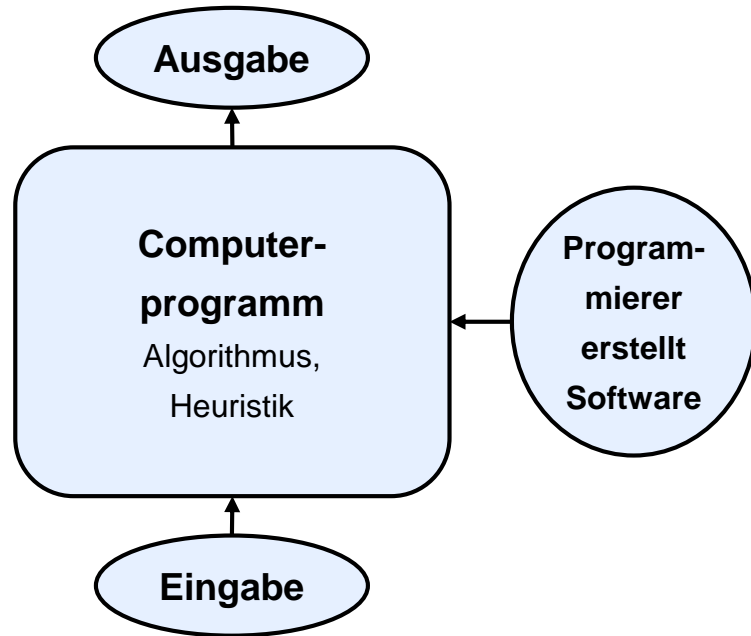 Ausgabe
Computer-
programm
Algorithmus,
Heuristik
Program-
mierer
erstellt
Software
Eingabe